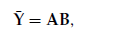 Ȳ = AB,